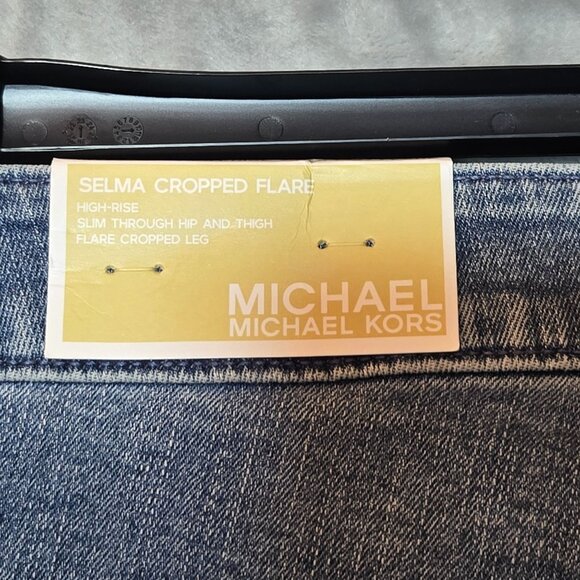 SELMA CROPPED FLARE
HIGH-RISE
SLIM THROUGH HIP AND THIGH
FLARE CROPPED LEG
MICHAEL
MICHAEL KORS